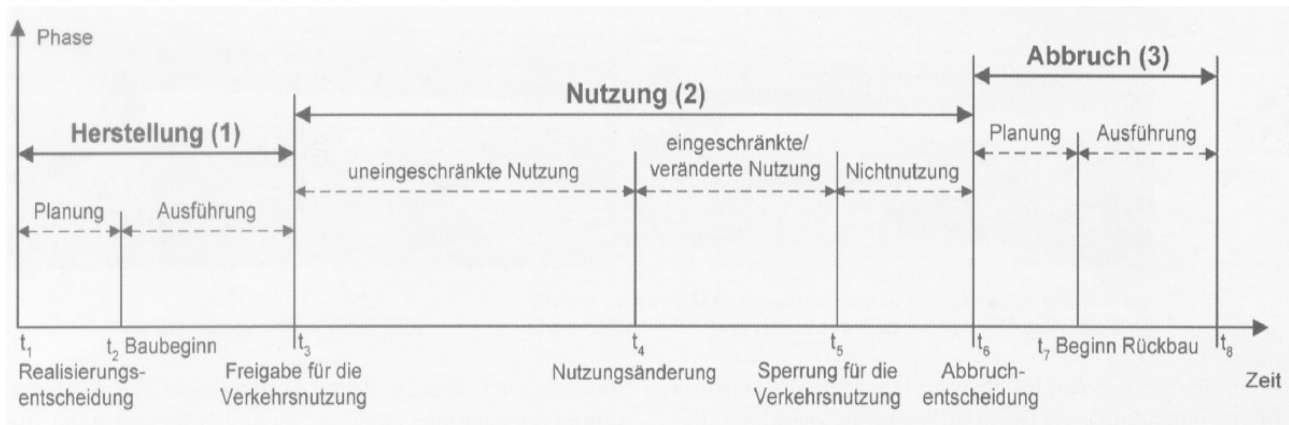 Phase
Abbruch (3)
Nutzung (2)
Herstellung (1)
Planung
Ausführung
eingeschränkte/
veränderte Nutzung
uneingeschränkte Nutzung
Nichtnutzung
Planung
Ausführung
t1
t2 Baubeginn
t3
t4
t5
t6
t7 Beginn Rückbau
t8
Realisierungs-
entscheidung
Freigabe für die
Verkehrsnutzung
Nutzungsänderung
Sperrung für die
Verkehrsnutzung
Abbruch-
entscheidung
Zeit